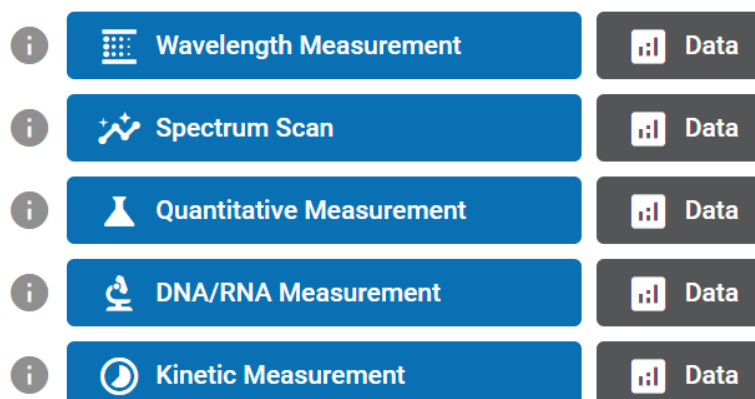 Wavelength Measurement Data
Spectrum Scan Data
Quantitative Measurement Data
DNA/RNA Measurement Data
Kinetic Measurement Data